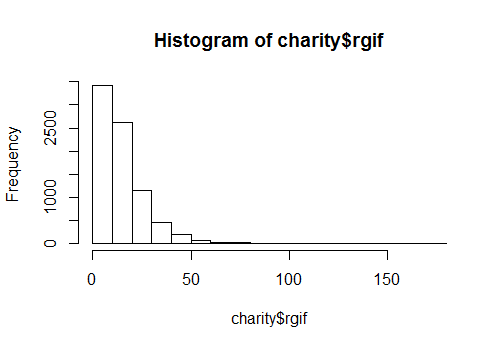 Histogram of charity$rgif
Frequency
2500
1000
0
0 50 100 150
charity$rgif